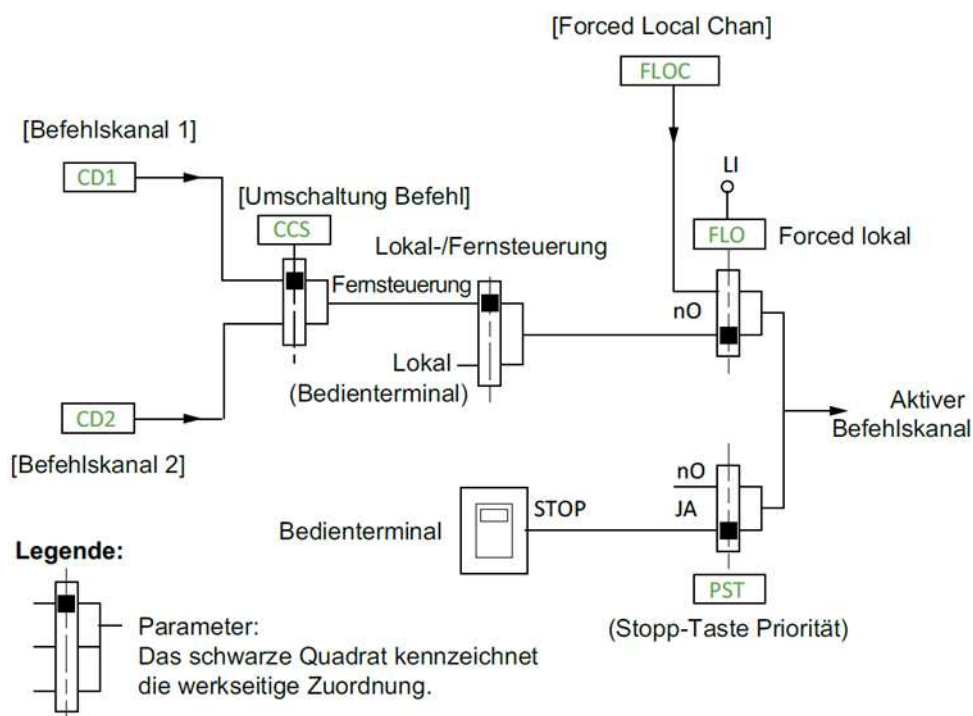 [Forced Local Chan]
FLOC
[Befehlskanal 1]
CD1
[Umschaltung Befehl]
CCS
LI
FLO
Forced lokal
Lokal-/Fernsteuerung
Fernsteuerung
nO
Lokal
(Bedienterminal)
CD2
[Befehlskanal 2]
Aktiver
Befehlskanal
nO
STOP
JA
Bedienterminal
PST
(Stopp-Taste Priorität)
Legende:
Parameter:
Das schwarze Quadrat kennzeichnet
die werkseitige Zuordnung.